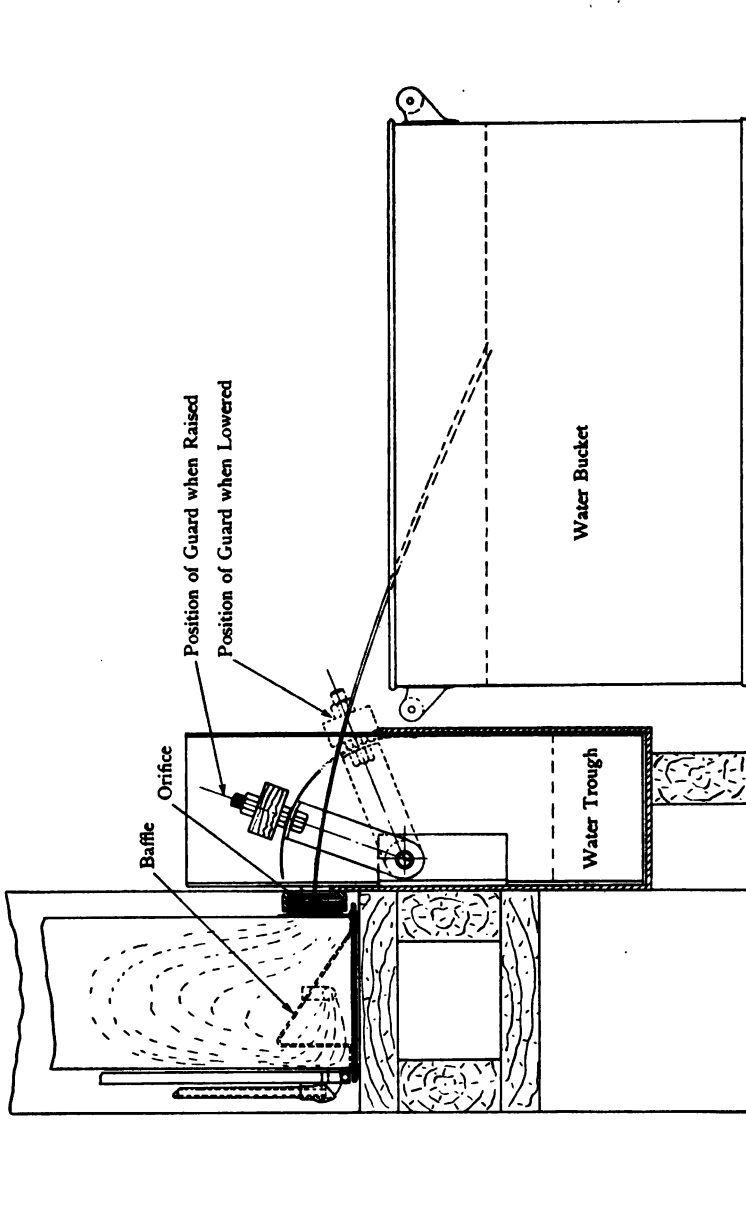 Baffle
Orifice
Position of Guard when Raised
Position of Guard when Lowered
Water Trough
Water Bucket